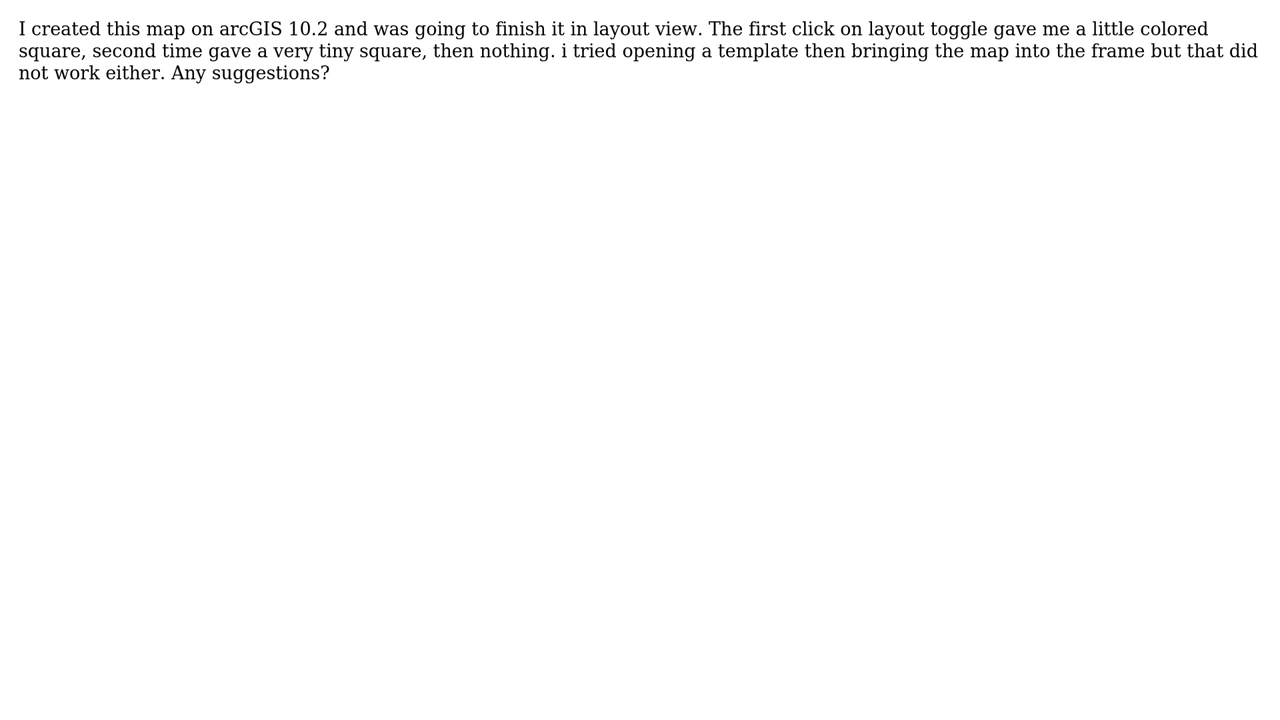 I created this map on arcGIS 10.2 and was going to finish it in layout view. The first click on layout toggle gave me a little colored
square, second time gave a very tiny square, then nothing. i tried opening a template then bringing the map into the frame but that did
not work either. Any suggestions?